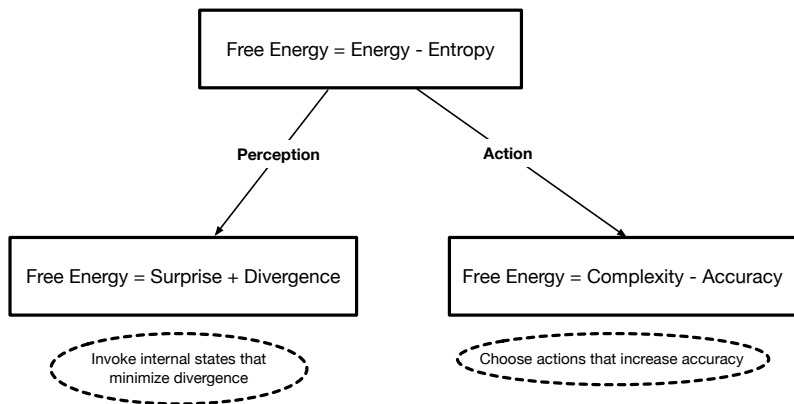 Free Energy = Energy - Entropy
Perception
Action
Free Energy = Surprise + Divergence
Free Energy = Complexity - Accuracy
Invoke internal states that
minimize divergence
Choose actions that increase accuracy